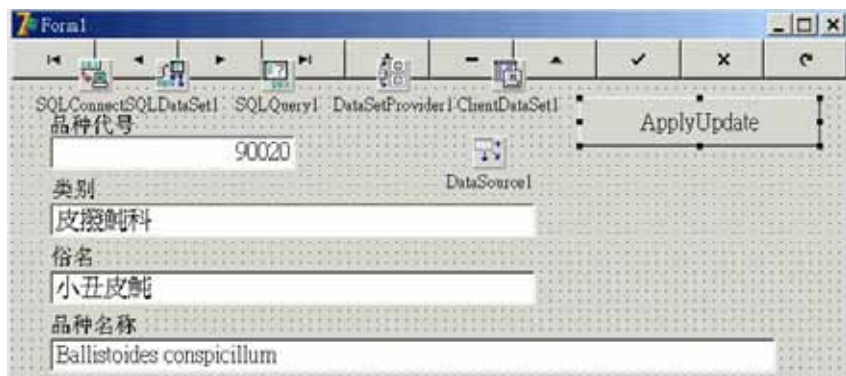 Form1
SQLConnectSQLDataSet1 SQLQuery1 DataSetProvider1 ClientDataSet1
ApplyUpdate
品种代号
90020
DataSource1
类别
皮撥魨科
俗名
小丑皮魨
品种名称
Ballistoides conspicillum